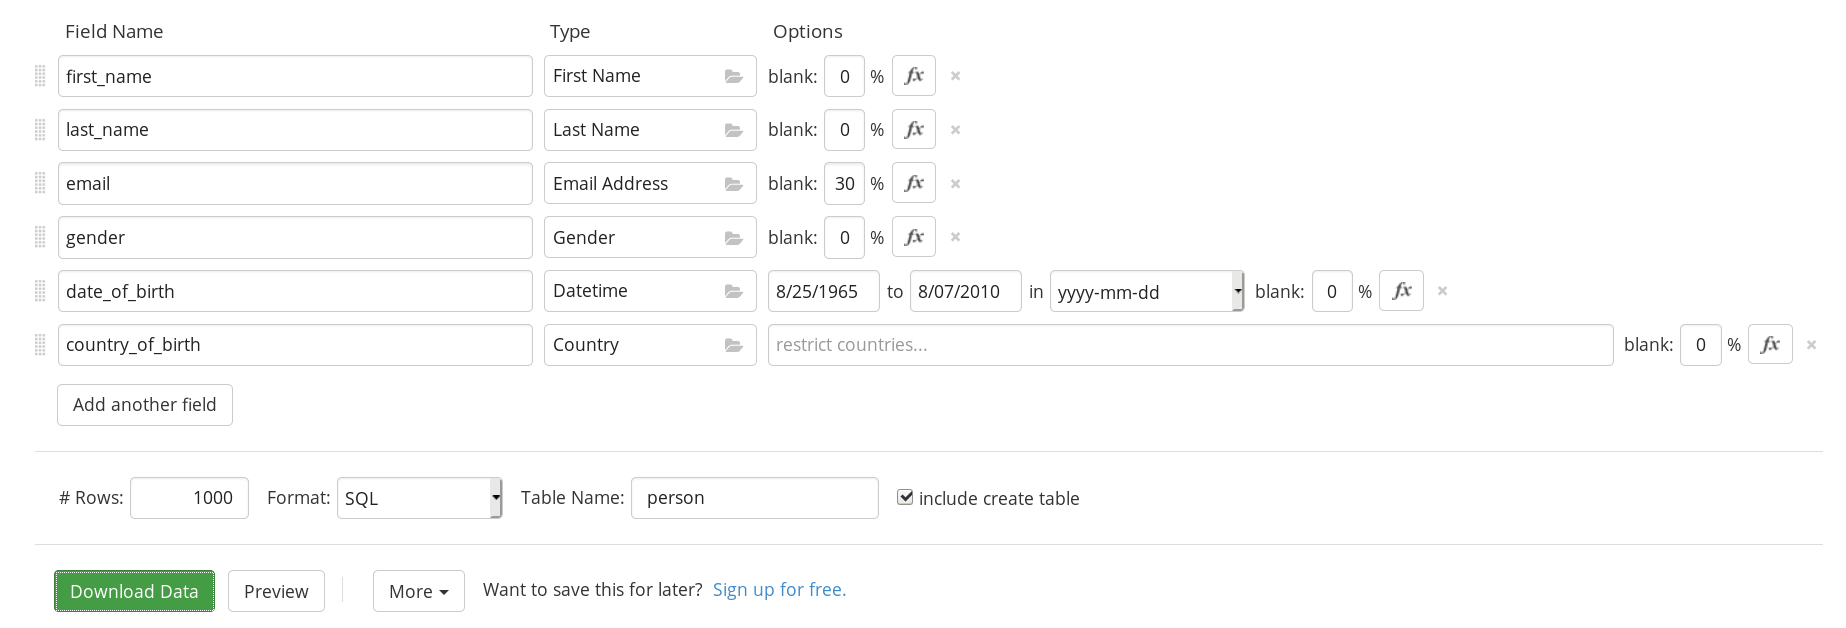 Field Name Type Options
first_name First Name blank: 0 % fx ×
last_name Last Name blank: 0 % fx ×
email Email Address blank: 30 % fx ×
gender Gender blank: 0 % fx ×
date_of_birth Datetime 8/25/1965 to 8/07/2010 in yyyy-mm-dd blank: 0 % fx ×
country_of_birth Country restrict countries... blank: 0 % fx ×
Add another field
# Rows: 1000 Format: SQL Table Name: person include create table
Download Data Preview More Want to save this for later? Sign up for free.